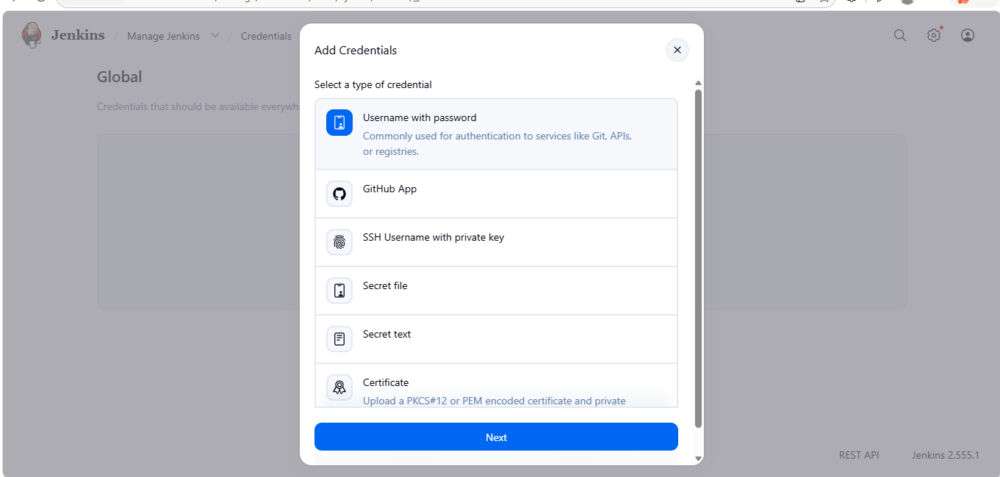 Jenkins / Manage Jenkins / Credentials
Add Credentials
Global
Select a type of credential
Credentials that should be available everywhe
Username with password
Commonly used for authentication to services like Git, APIs,
or registries.
GitHub App
SSH Username with private key
Secret file
Secret text
Certificate
Upload a PKCS#12 or PEM encoded certificate and private
Next
REST API
Jenkins 2.555.1